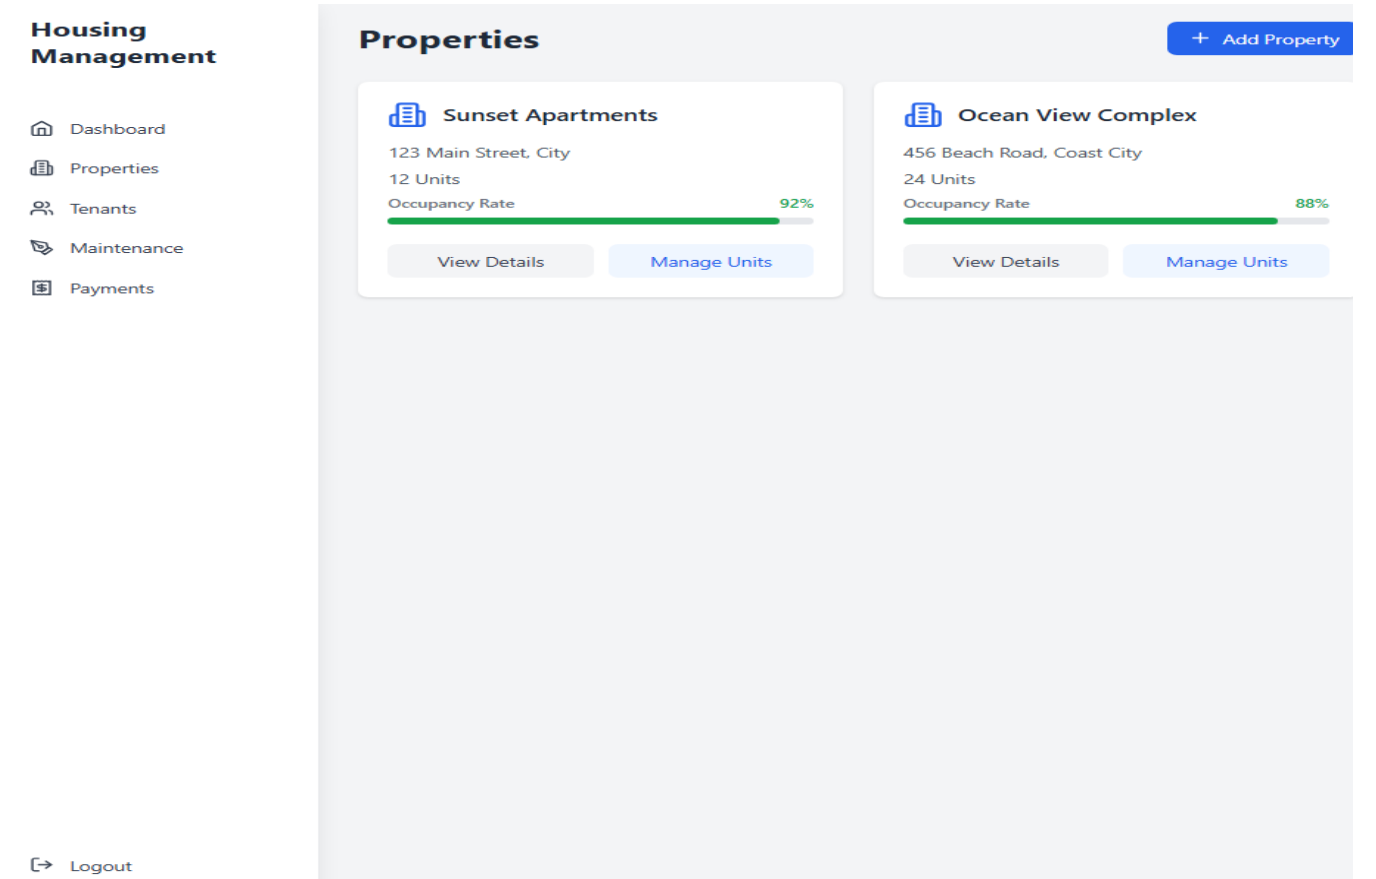 Housing
Management
Dashboard
Properties
Tenants
Maintenance
Payments
Logout
Properties
+ Add Property
Sunset Apartments
123 Main Street, City
12 Units
Occupancy Rate 92%
View Details Manage Units
Ocean View Complex
456 Beach Road, Coast City
24 Units
Occupancy Rate 88%
View Details Manage Units